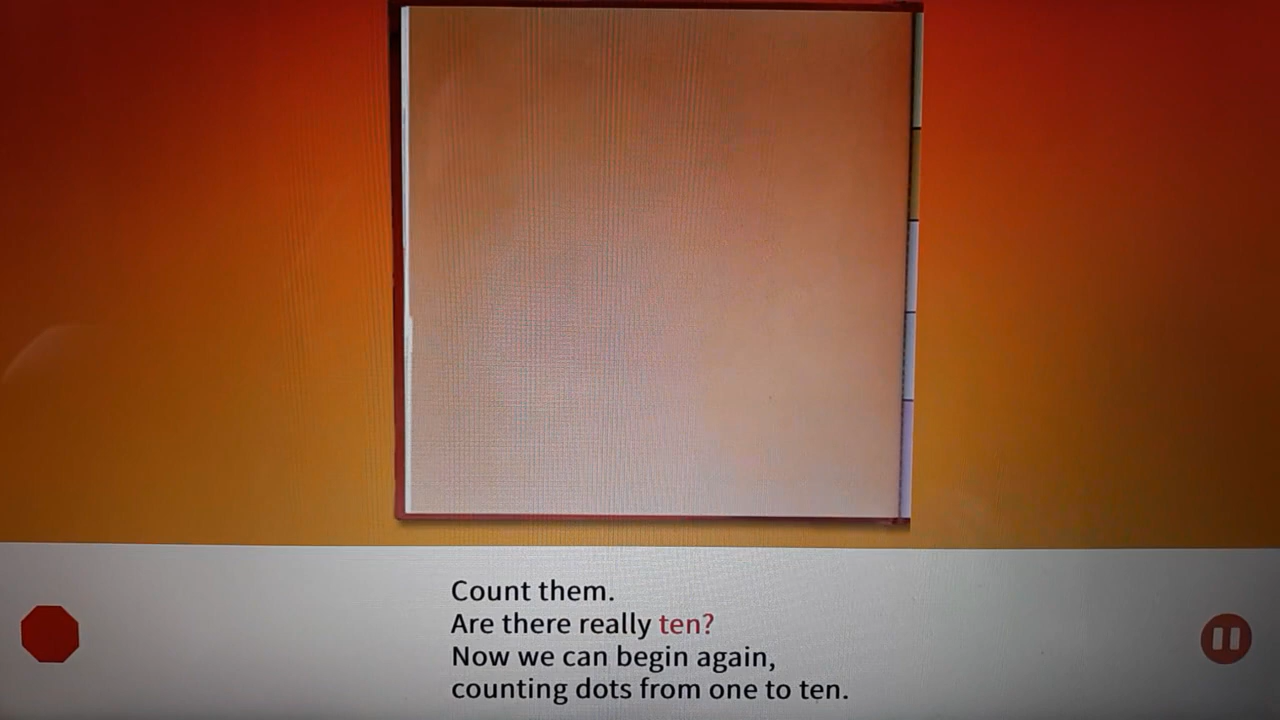 Count them.
Are there really ten?
Now we can begin again,
counting dots from one to ten.